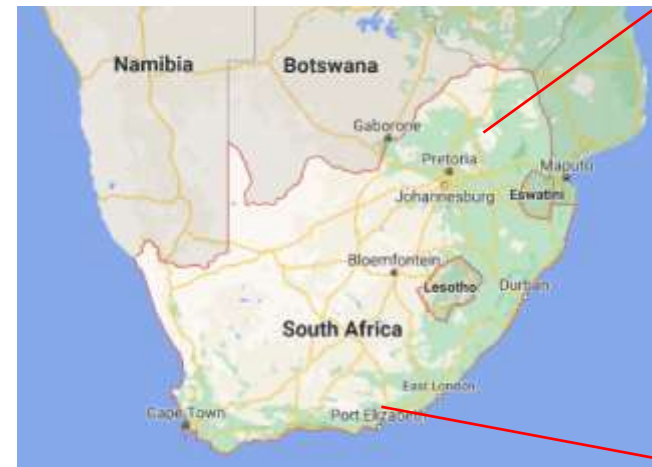 Namibia
Botswana
Gaborone
Pretoria
Maputo
Johannesburg
Eswatini
Bloemfontein
Lesotho
Durban
South Africa
East London
Cape Town
Port Elizabeth